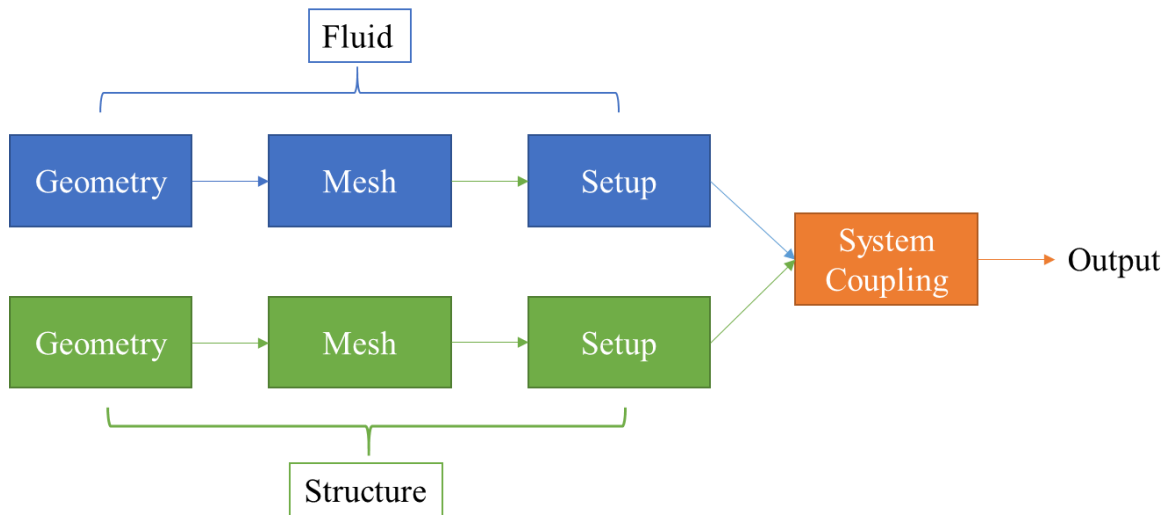 Fluid
Geometry
Mesh
Setup
System
Coupling
Output
Geometry
Mesh
Setup
Structure